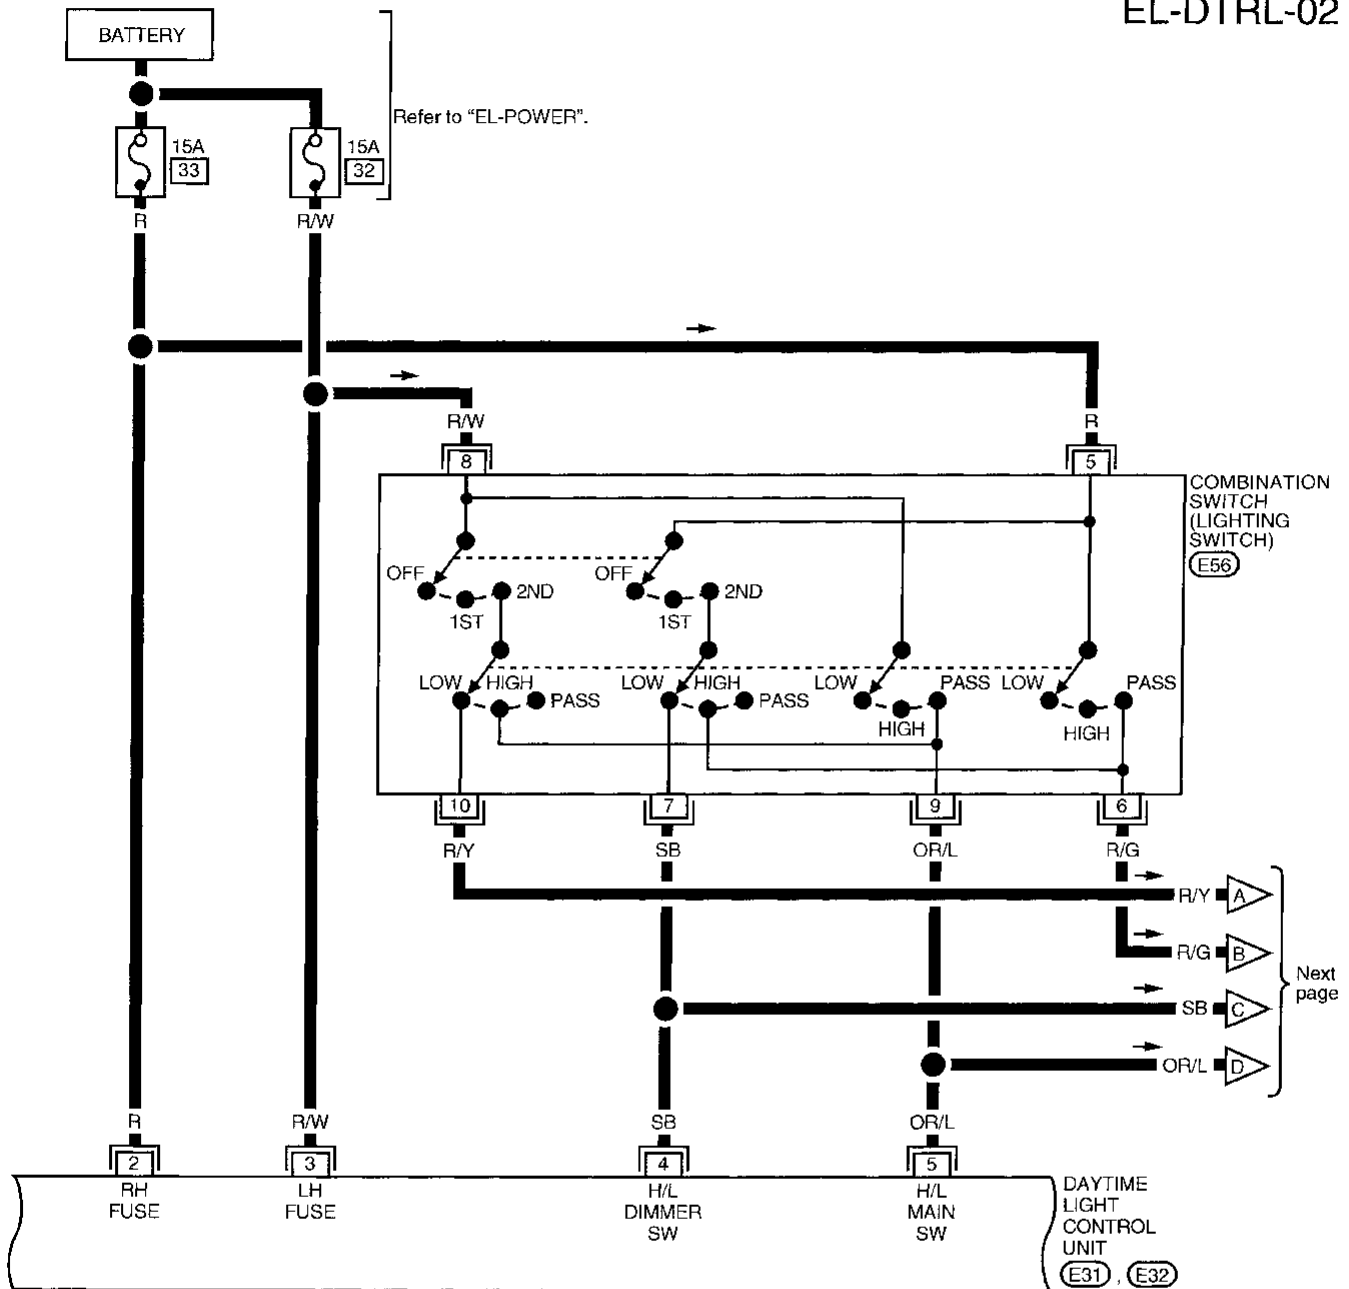 EL-DTRL-02
BATTERY
Refer to "EL-POWER".
15A
33
15A
32
R
R/W
R/W
R
8
5
COMBINATION
SWITCH
(LIGHTING
SWITCH)
E56
OFF
1ST
2ND
OFF
1ST
2ND
LOW
HIGH
PASS
LOW
HIGH
PASS
LOW
HIGH
PASS
LOW
HIGH
PASS
10
7
9
6
R/Y
SB
OR/L
R/G
R/Y
A
R/G
B
SB
C
OR/L
D
Next
page
R
R/W
SB
OR/L
2
3
4
5
RH
FUSE
LH
FUSE
H/L
DIMMER
SW
H/L
MAIN
SW
DAYTIME
LIGHT
CONTROL
UNIT
E31 , E32